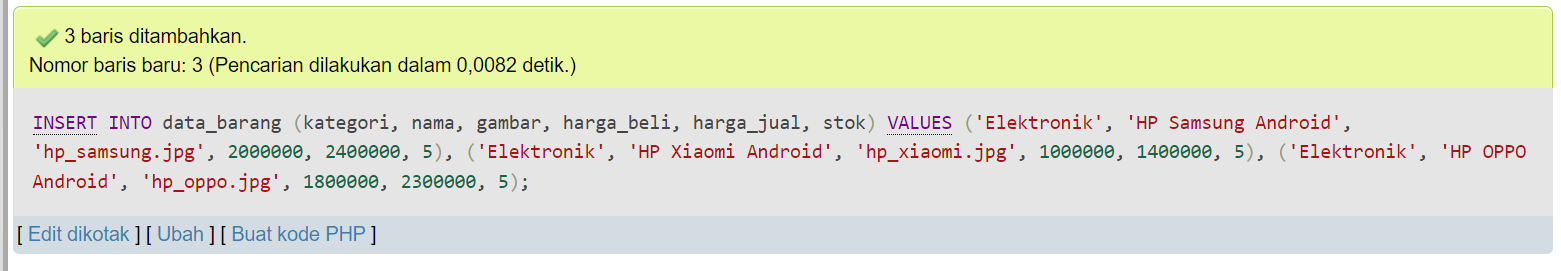 3 baris ditambahkan.
Nomor baris baru: 3 (Pencarian dilakukan dalam 0,0082 detik.)
INSERT INTO data_barang (kategori, nama, gambar, harga_beli, harga_jual, stok) VALUES ('Elektronik', 'HP Samsung Android',
'hp_samsung.jpg', 2000000, 2400000, 5), ('Elektronik', 'HP Xiaomi Android', 'hp_xiaomi.jpg', 1000000, 1400000, 5), ('Elektronik', 'HP OPPO
Android', 'hp_oppo.jpg', 1800000, 2300000, 5);
[ Edit dikotak ] [ Ubah ] [ Buat kode PHP ]